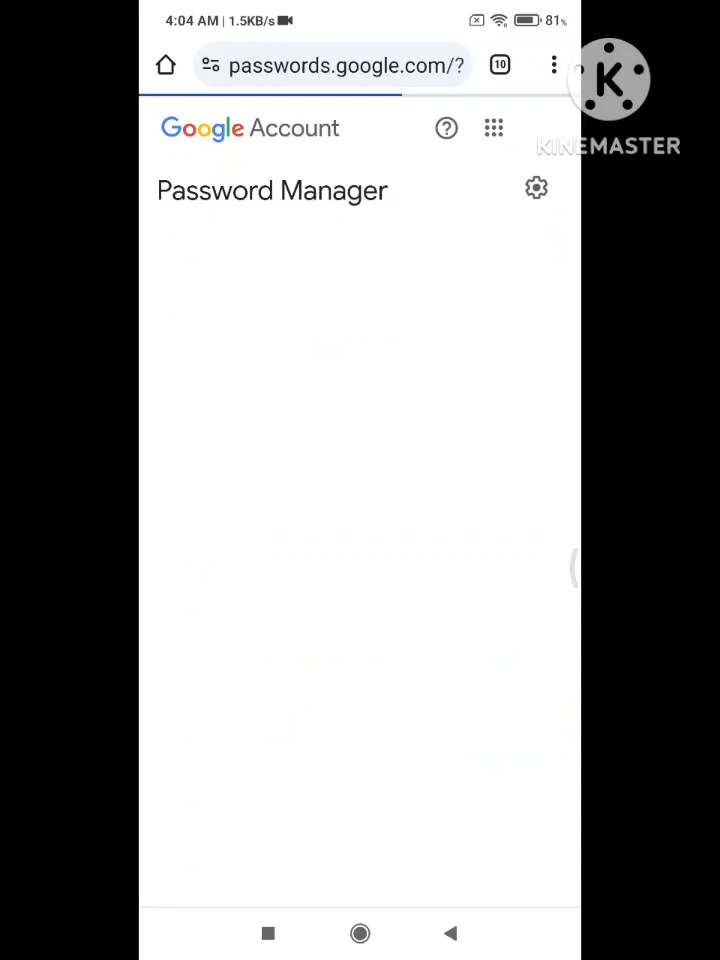 4:04 AM | 1.5KB/s 81%
passwords.google.com/? 10
K
KINEMASTER
Google Account
Password Manager